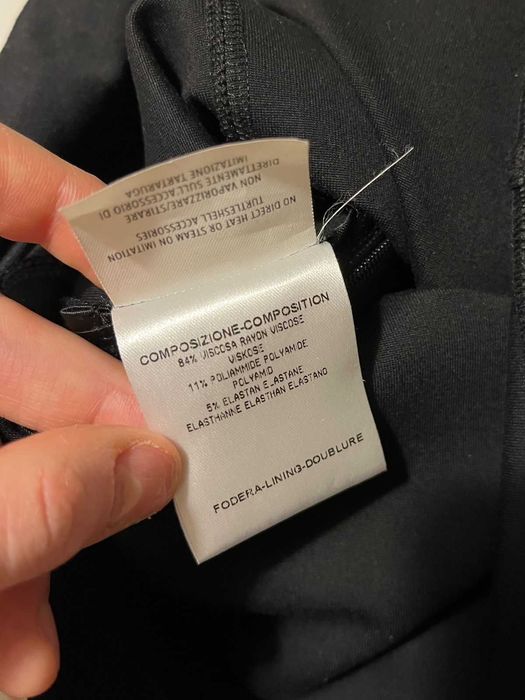 NO DIRECT HEAT OR STEAM ON IMITATION
TURTLESHELL ACCESSORIES
NON VAPORIZZARE/STIRARE
DIRETTAMENTE SULL'ACCESSORIO DI
IMITAZIONE TARTARUGA
COMPOSIZIONE-COMPOSITION
84% VISCOSA RAYON VISCOSE
VISKOSE
11% POLIAMMIDE POLYAMIDE
POLYAMID
5% ELASTAN ELASTANE
ELASTHANNE ELASTHAN ELASTANO
FODERA-LINING-DOUBLURE